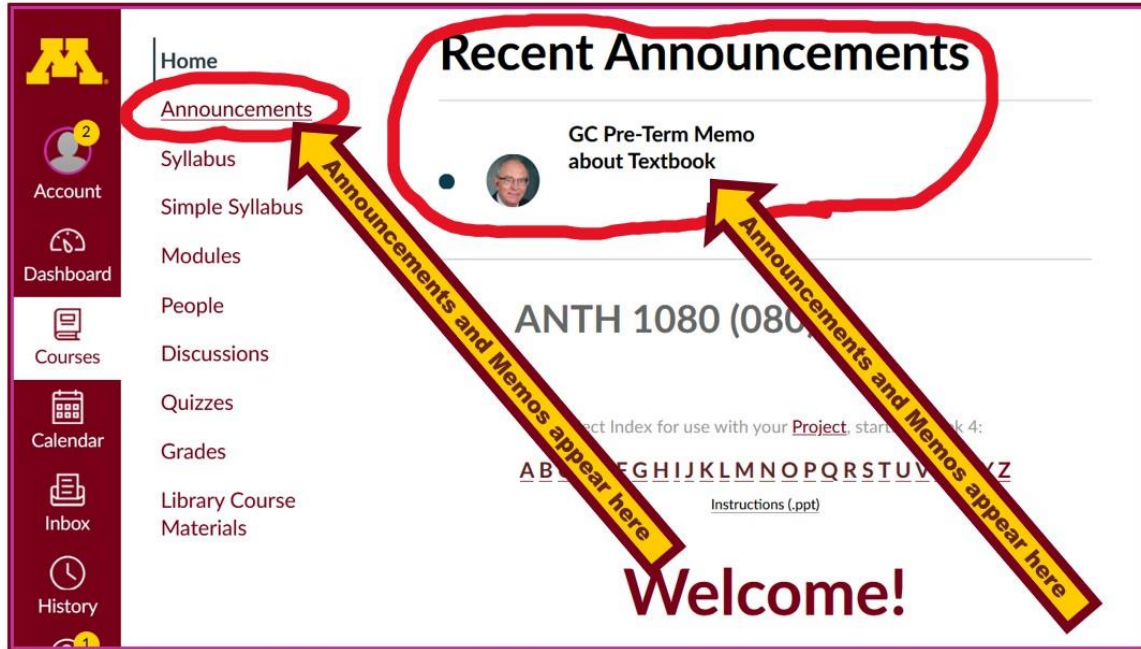 M
2
Account
Dashboard
Courses
Calendar
Inbox
History
1
Home
Announcements
Syllabus
Simple Syllabus
Modules
People
Discussions
Quizzes
Grades
Library Course
Materials
Recent Announcements
GC Pre-Term Memo
about Textbook
Announcements and Memos appear here
Announcements and Memos appear here
ANTH 1080 (080
Index for use with your Project, 4:
A B G H I J K L M N O P Q R S T U V Z
Instructions (.ppt)
Welcome!